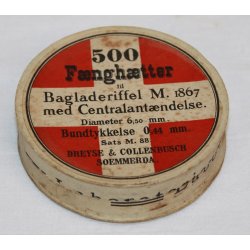 500
Fænghætter
til
Bagladeriffel M. 1867
med Centralantændelse.
Diameter 6,50 mm.
Bundtykkelse 0,44 mm.
Sats M. 88.
DREYSE & COLLENBUSCH
SOEMMERDA